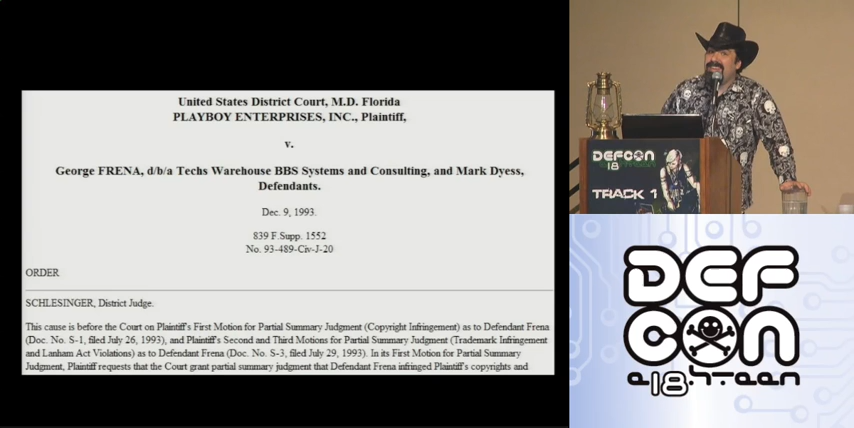 United States District Court, M.D. Florida
PLAYBOY ENTERPRISES, INC., Plaintiff,
v.
George FRENA, d/b/a Techs Warehouse BBS Systems and Consulting, and Mark Dyess,
Defendants.
Dec. 9, 1993.
839 F.Supp. 1552
No. 93-489-Civ-J-20
ORDER
SCHLESINGER, District Judge.
This cause is before the Court on Plaintiff's First Motion for Partial Summary Judgment (Copyright Infringement) as to Defendant Frena
(Doc. No. S-1, filed July 26, 1993), and Plaintiff's Second and Third Motions for Partial Summary Judgment (Trademark Infringement
and Lanham Act Violations) as to Defendant Frena (Doc. No. S-3, filed July 29, 1993). In its First Motion for Partial Summary
Judgment, Plaintiff requests that the Court grant partial summary judgment that Defendant Frena infringed Plaintiff's copyrights and
DEFCON
18
TRACK 1
DEF
CON
e18hteen